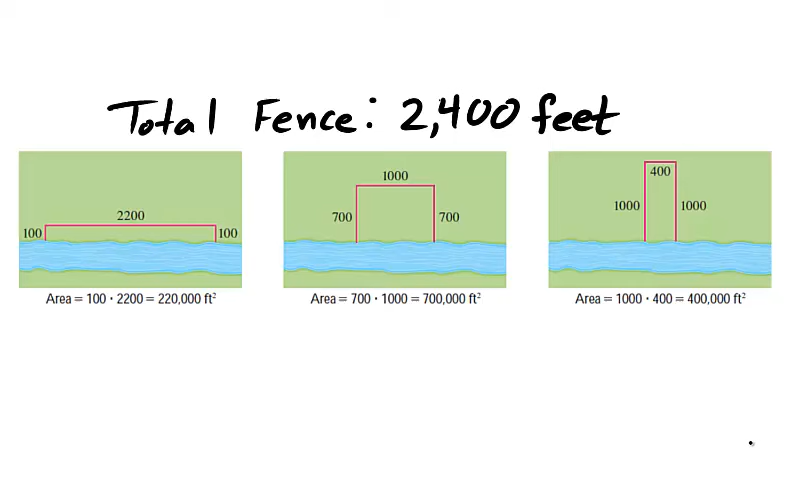 Total Fence: 2,400 feet
2200
100 100
1000
700 700
400
1000 1000
Area = 100 · 2200 = 220,000 ft²
Area = 700 · 1000 = 700,000 ft²
Area = 1000 · 400 = 400,000 ft²